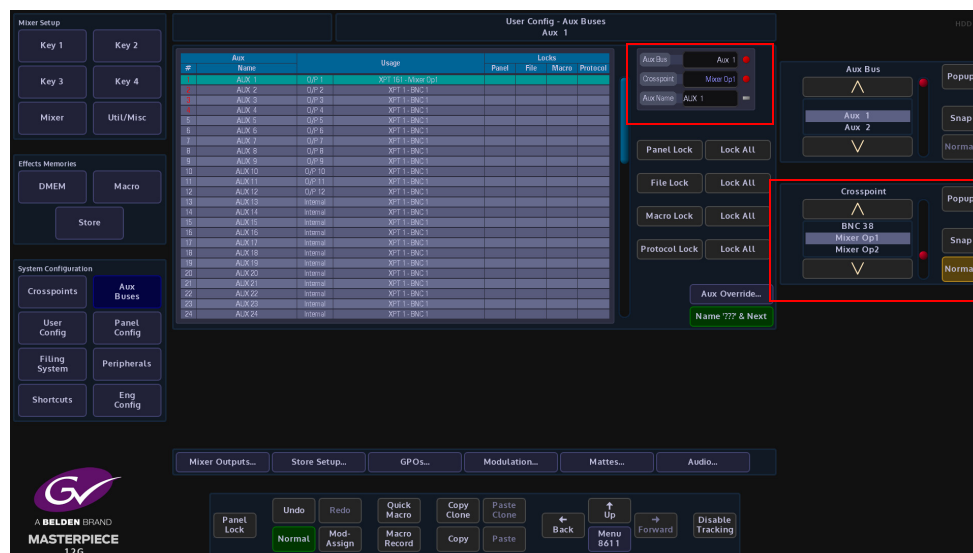 Mixer Setup
Key 1
Key 2
Key 3
Key 4
Mixer
Util/Misc
Effects Memories
DMEM
Macro
Store
System Configuration
Crosspoints
Aux
Buses
User
Config
Panel
Config
Filing
System
Peripherals
Shortcuts
Eng
Config
GV
A BELDEN BRAND
MASTERPIECE
12G
User Config - Aux Buses
Aux 1
Aux
Usage
Locks
# Name Panel File Macro Protocol
AUX 1 O/P 1 XPT 161 - Mixer Op1
AUX 2 O/P 2 XPT 1 - BNC 1
AUX 3 O/P 3 XPT 1 - BNC 1
AUX 4 O/P 4 XPT 1 - BNC 1
5 AUX 5 O/P 5 XPT 1 - BNC 1
6 AUX 6 O/P 6 XPT 1 - BNC 1
7 AUX 7 O/P 7 XPT 1 - BNC 1
8 AUX 8 O/P 8 XPT 1 - BNC 1
9 AUX 9 O/P 9 XPT 1 - BNC 1
10 AUX 10 O/P 10 XPT 1 - BNC 1
11 AUX 11 O/P 11 XPT 1 - BNC 1
12 AUX 12 O/P 12 XPT 1 - BNC 1
13 AUX 13 Internal XPT 1 - BNC 1
14 AUX 14 Internal XPT 1 - BNC 1
15 AUX 15 Internal XPT 1 - BNC 1
16 AUX 16 Internal XPT 1 - BNC 1
17 AUX 17 Internal XPT 1 - BNC 1
18 AUX 18 Internal XPT 1 - BNC 1
19 AUX 19 Internal XPT 1 - BNC 1
20 AUX 20 Internal XPT 1 - BNC 1
21 AUX 21 Internal XPT 1 - BNC 1
22 AUX 22 Internal XPT 1 - BNC 1
23 AUX 23 Internal XPT 1 - BNC 1
24 AUX 24 Internal XPT 1 - BNC 1
Aux Bus Aux 1
Crosspoint Mixer Op1
Aux Name AUX 1
Panel Lock Lock All
File Lock Lock All
Macro Lock Lock All
Protocol Lock Lock All
Aux Override...
Name '???' & Next
HDD
Aux Bus
Aux 1
Aux 2
Popup
Snap
Norma
Crosspoint
BNC 38
Mixer Op1
Mixer Op2
Popup
Snap
Norma
Mixer Outputs...
Store Setup...
GPOs...
Modulation...
Mattes...
Audio...
Panel
Lock
Undo
Redo
Normal
Mod-
Assign
Quick
Macro
Macro
Record
Copy
Clone
Paste
Clone
Copy
Paste
Back
Up
Menu
8611
Forward
Disable
Tracking